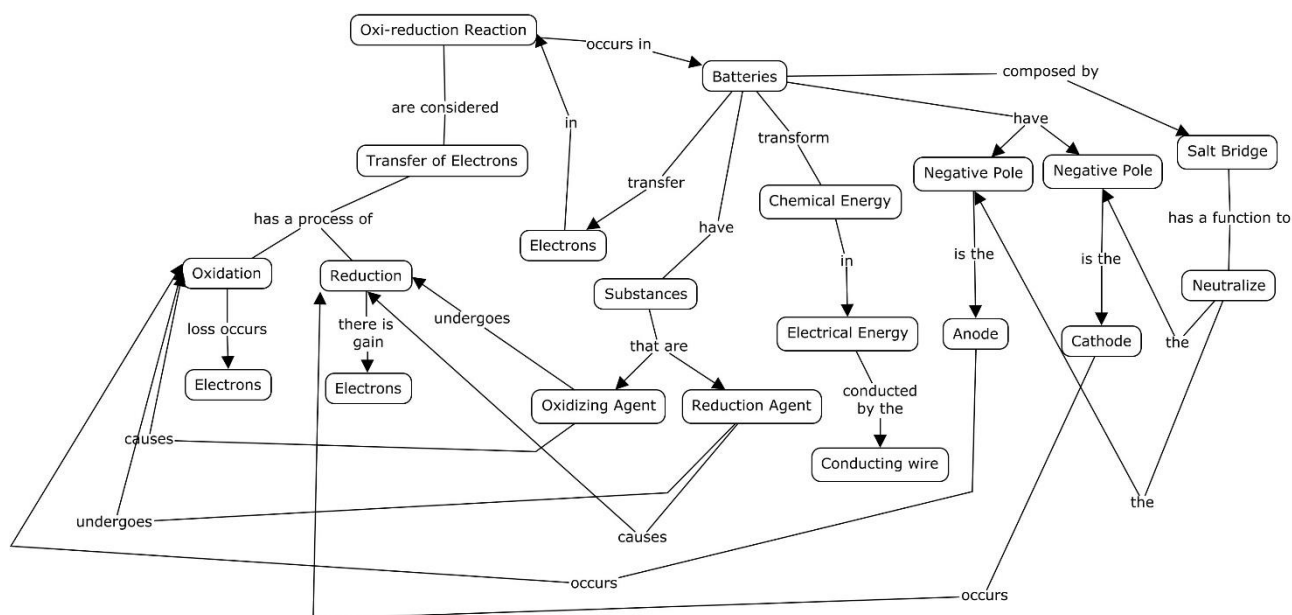 Oxi-reduction Reaction
occurs in
Batteries
composed by
are considered
in
have
transform
Salt Bridge
Transfer of Electrons
Negative Pole
Negative Pole
transfer
Chemical Energy
has a process of
have
has a function to
Electrons
is the
is the
in
Oxidation
Reduction
Substances
Neutralize
loss occurs
there is
gain
undergoes
Electrical Energy
Anode
Cathode
the
that are
Electrons
Electrons
conducted
by the
Oxidizing Agent
Reduction Agent
causes
Conducting wire
the
undergoes
causes
occurs
occurs